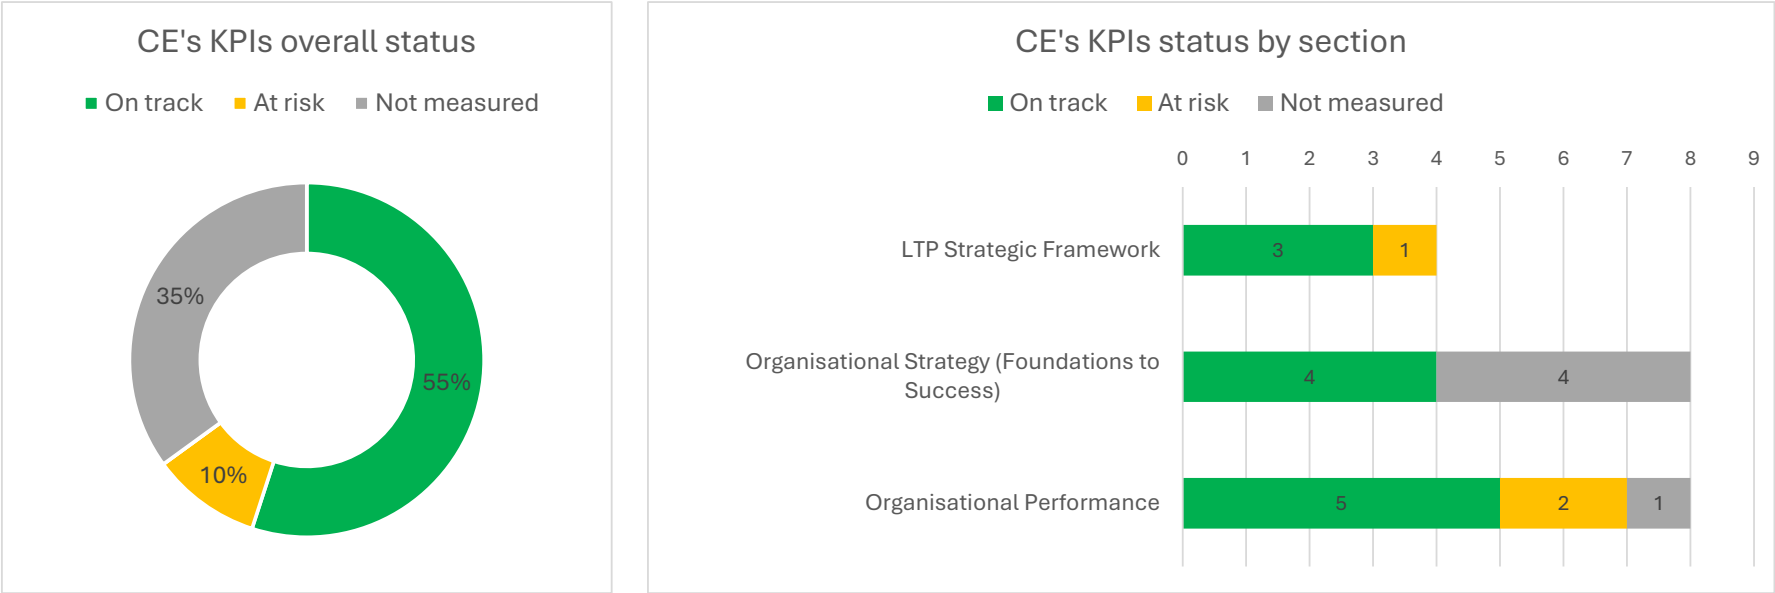 CE's KPIs overall status
On track At risk Not measured
35%
55%
10%
CE's KPIs status by section
On track At risk Not measured
0 1 2 3 4 5 6 7 8 9
LTP Strategic Framework 3 1
Organisational Strategy (Foundations to
Success) 4 4
Organisational Performance 5 2 1